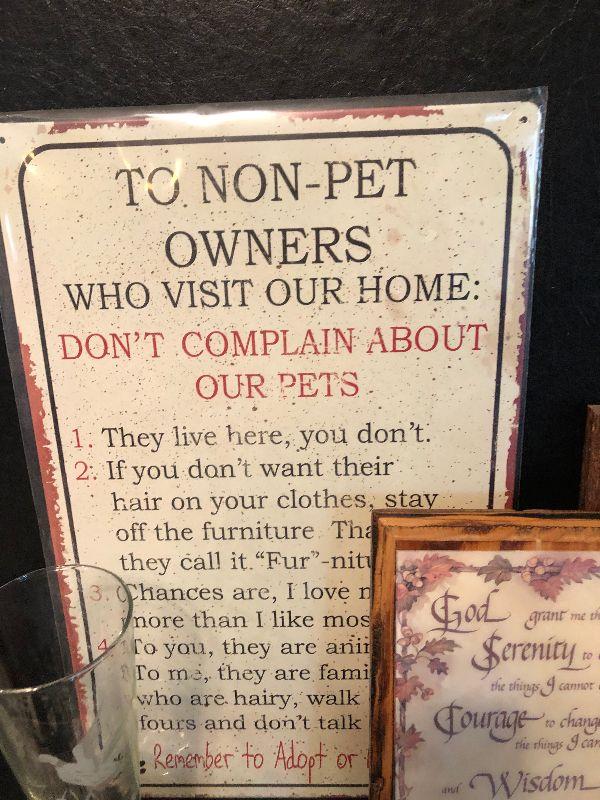 TO NON-PET
OWNERS
WHO VISIT OUR HOME:
DON'T COMPLAIN ABOUT
OUR PETS
1. They live here, you don't.
2. If you don't want their
hair on your clothes, stay
off the furniture.
they call it "Fur"-nitu
3. Chances are, I love
more than I like mos
4. To you, they are ani
To me, they are fami
who are hairy, walk
fours and don't talk
Remember to Adopt or
God grant me th
Serenity to
the things I cannot
Courage to chang
the things I can
and Wisdom